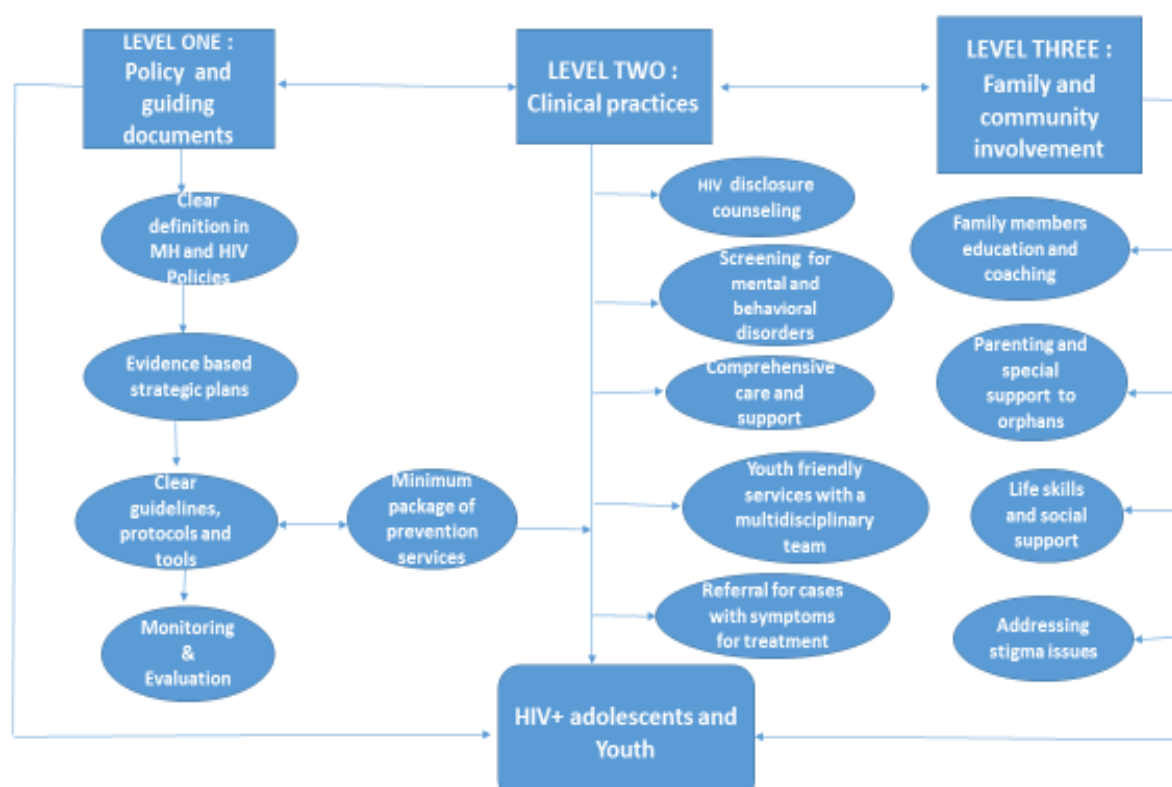 LEVEL ONE :
Policy and
guiding
documents
Clear
definition in
MH and HIV
Policies
Evidence based
strategic plans
Clear
guidelines,
protocols and
tools
Monitoring
&
Evaluation
Minimum
package of
prevention
services
LEVEL TWO :
Clinical practices
HIV disclosure
counseling
Screening for
mental and
behavioral
disorders
Comprehensive
care and
support
Youth friendly
services with a
multidisciplinary
team
Referral for cases
with symptoms
for treatment
LEVEL THREE :
Family and
community
involvement
Family members
education and
coaching
Parenting and
special
support to
orphans
Life skills
and social
support
Addressing
stigma issues
HIV+ adolescents and
Youth